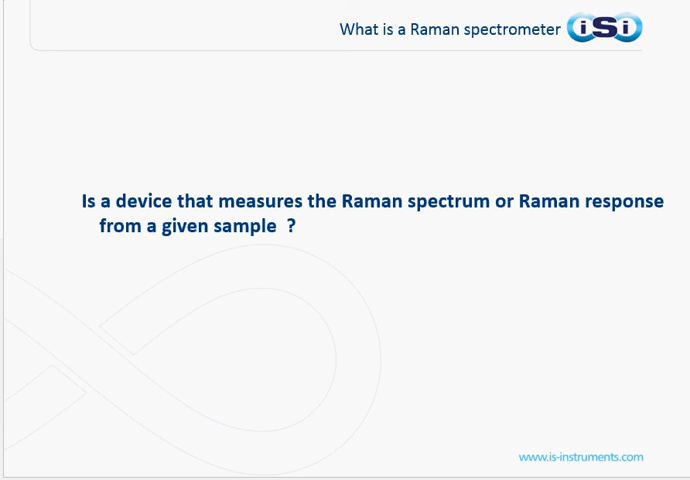 What is a Raman spectrometer iSi
Is a device that measures the Raman spectrum or Raman response
from a given sample ?
www.is-instruments.com